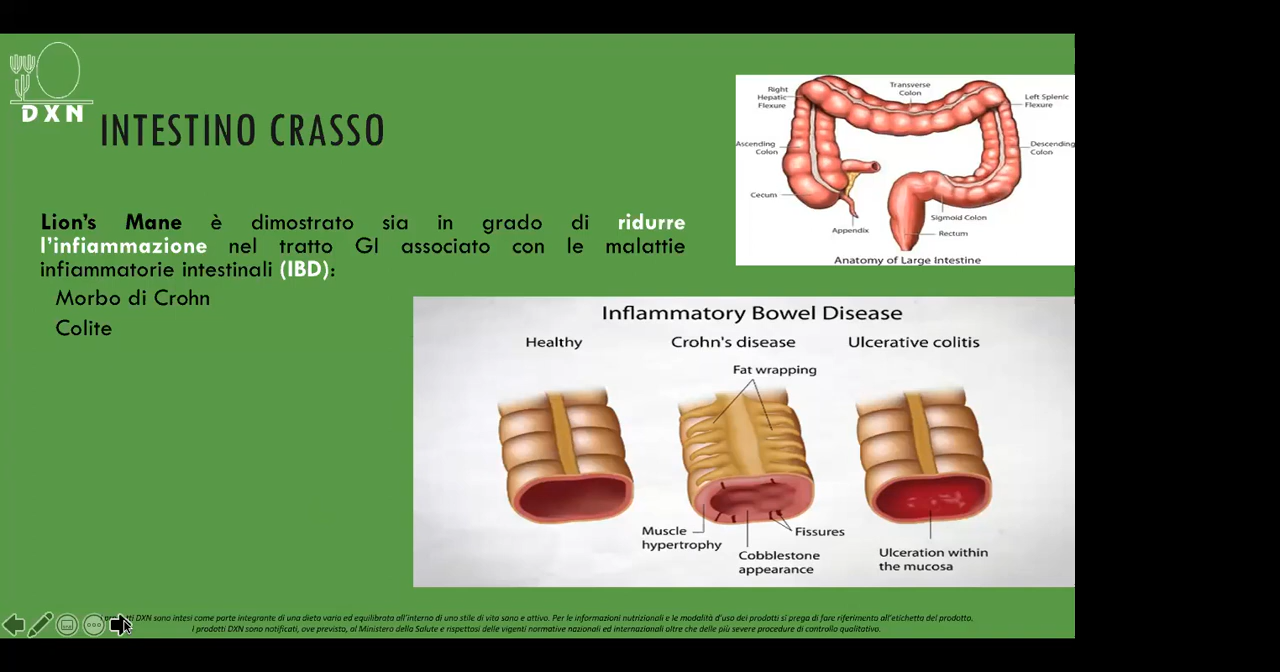 DXN
INTESTINO CRASSO
Lion's Mane è dimostrato sia in grado di ridurre
l'infiammazione nel tratto GI associato con le malattie
infiammatorie intestinali (IBD):
Morbo di Crohn
Colite
Right
Hepatic
Flexure
Transverse
Colon
Left Splenic
Flexure
Ascending
Colon
Descending
Colon
Cecum
Sigmoid Colon
Appendix
Rectum
Anatomy of Large Intestine
Inflammatory Bowel Disease
Healthy
Crohn's disease
Ulcerative colitis
Fat wrapping
Muscle
hypertrophy
Fissures
Cobblestone
appearance
Ulceration within
the mucosa
DXN sono intesi come parte integrante di una dieta varia ed equilibrata all'interno di uno stile di vita sano e attivo. Per le informazioni nutrizionali e le modalità d'uso dei prodotti si prega di fare riferimento all'etichetta del prodotto.
I prodotti DXN sono notificati, ove previsto, al Ministero della Salute e rispettosi delle vigenti normative nazionali ed internazionali oltre che delle più severe procedure di controllo qualitativo.